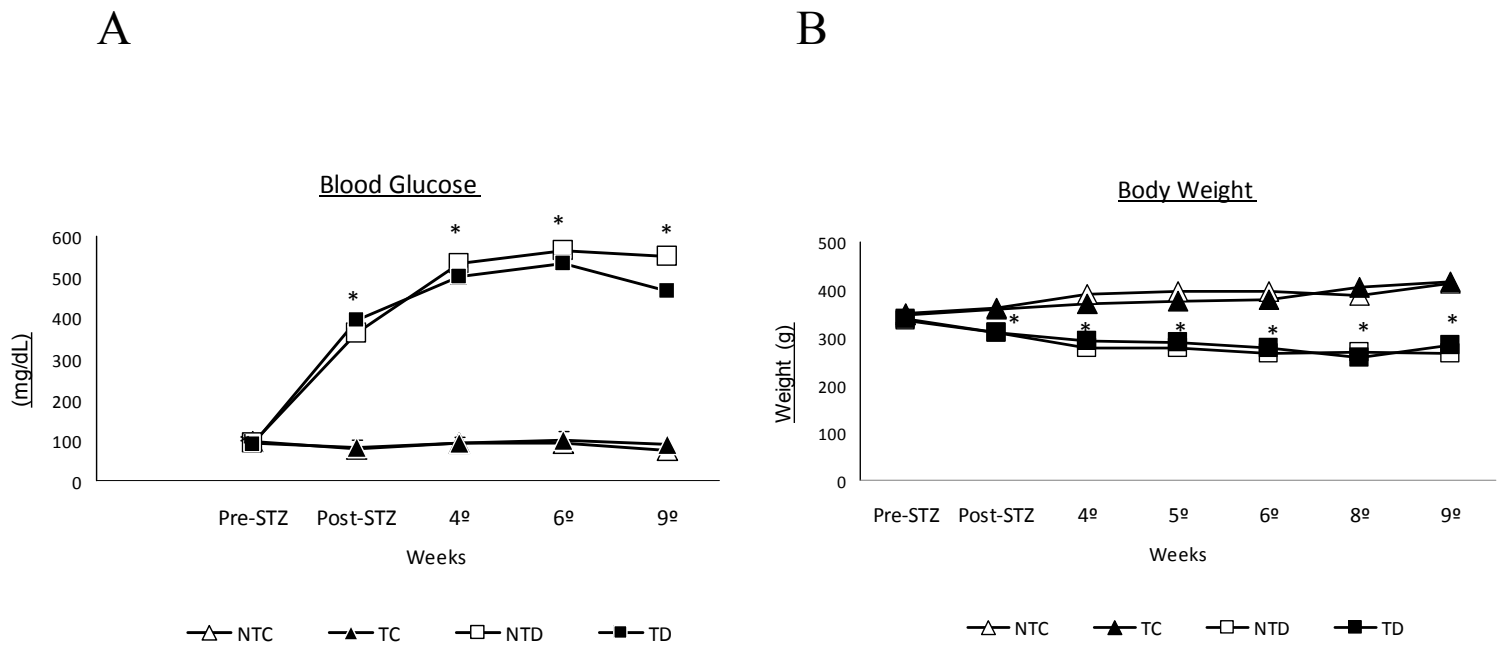 A
Blood Glucose
*
*
*
*
600
500
400
300
200
100
0
(mg/dL)
*
Pre-STZ Post-STZ 4º 6º 9º
Weeks
NTC TC NTD TD
B
Body Weight
500
400
300
200
100
0
Weight (g)
* * * * * *
Pre-STZ Post-STZ 4º 5º 6º 8º 9º
Weeks
NTC TC NTD TD